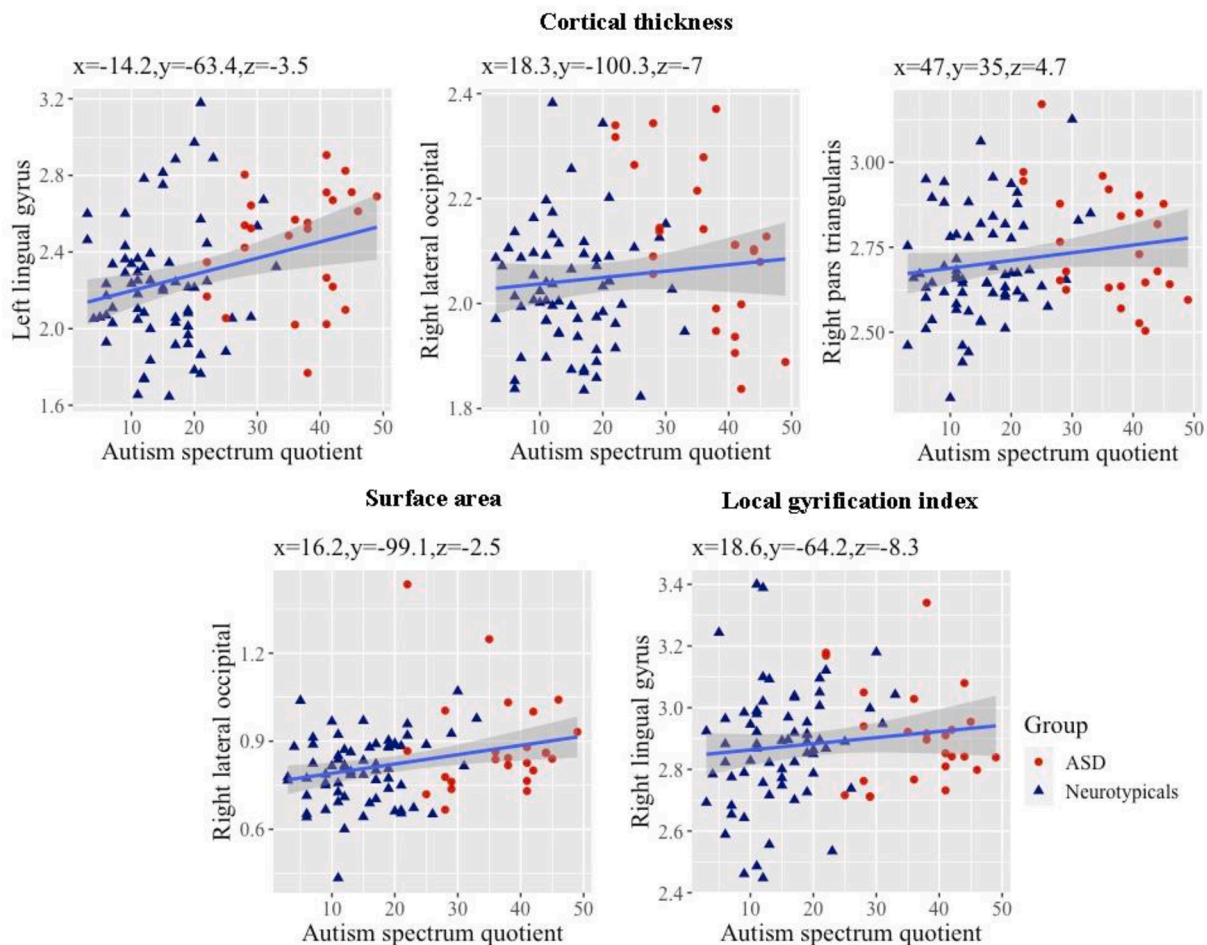 Cortical thickness
x=-14.2,y=-63.4,z=-3.5
x=18.3,y=-100.3,z=-7
x=47,y=35,z=4.7
Left lingual gyrus
3.2
2.8
2.4
2.0
1.6
10 20 30 40 50
Autism spectrum quotient
Right lateral occipital
2.4
2.2
2.0
1.8
10 20 30 40 50
Autism spectrum quotient
Right pars triangularis
3.00
2.75
2.50
10 20 30 40 50
Autism spectrum quotient
Surface area
x=16.2,y=-99.1,z=-2.5
Right lateral occipital
1.2
0.9
0.6
10 20 30 40 50
Autism spectrum quotient
Local gyrification index
x=18.6,y=-64.2,z=-8.3
Right lingual gyrus
3.4
3.2
3.0
2.8
2.6
2.4
10 20 30 40 50
Autism spectrum quotient
Group
ASD
Neurotypicals